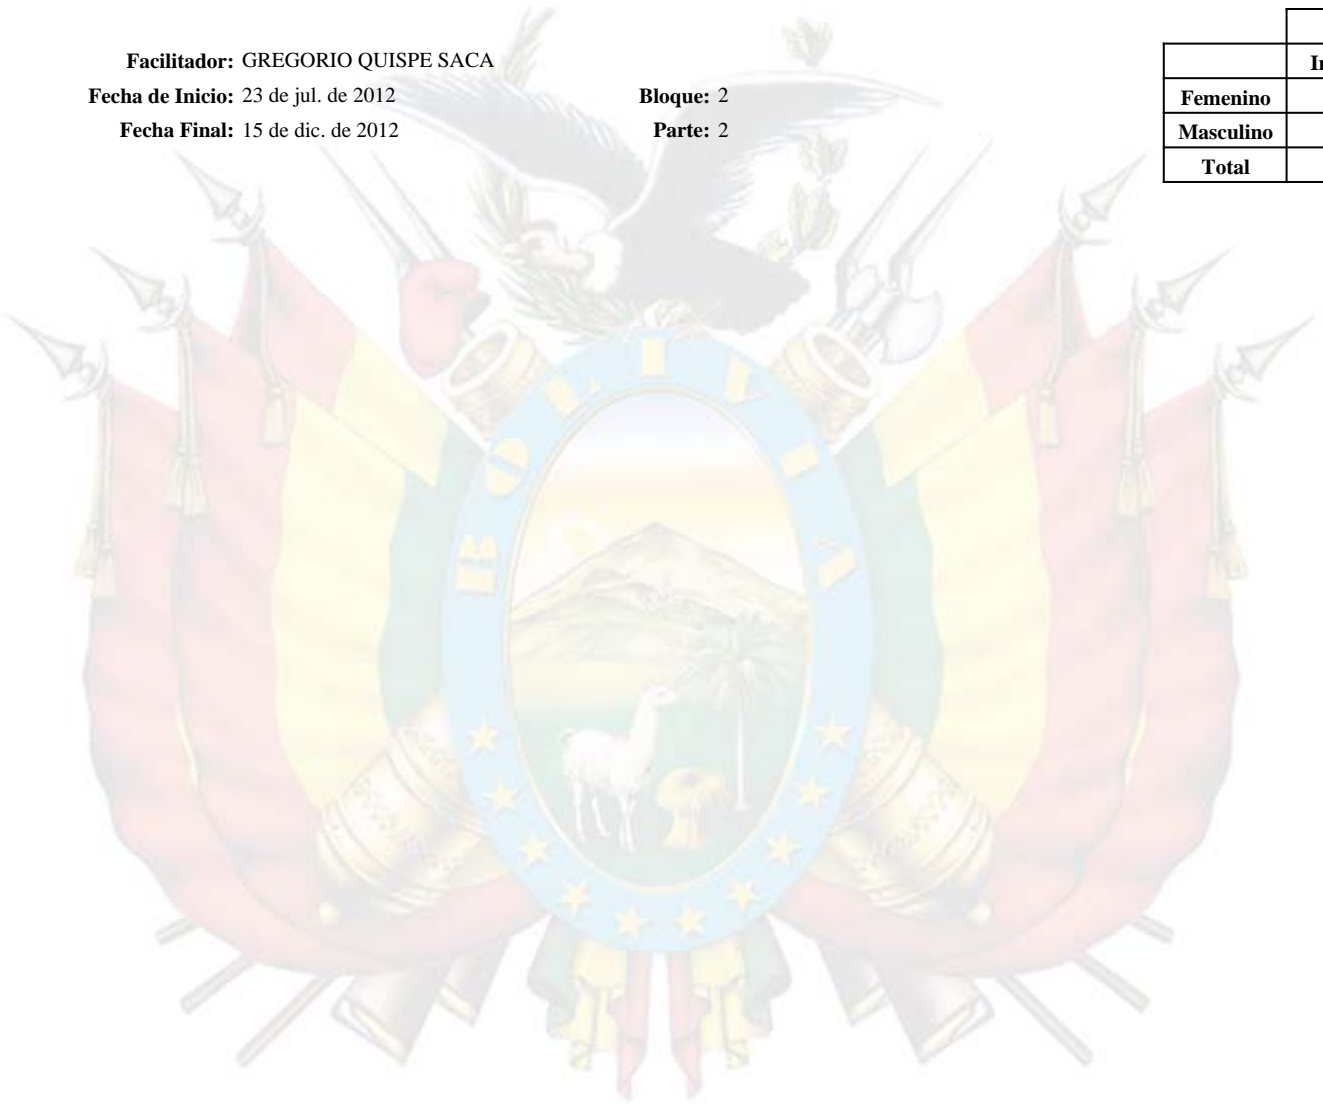 Facilitador: GREGORIO QUISPE SACA
Fecha de Inicio: 23 de jul. de 2012 Bloque: 2
Fecha Final: 15 de dic. de 2012 Parte: 2
Femenino
Masculino
Total
BOLIVIA